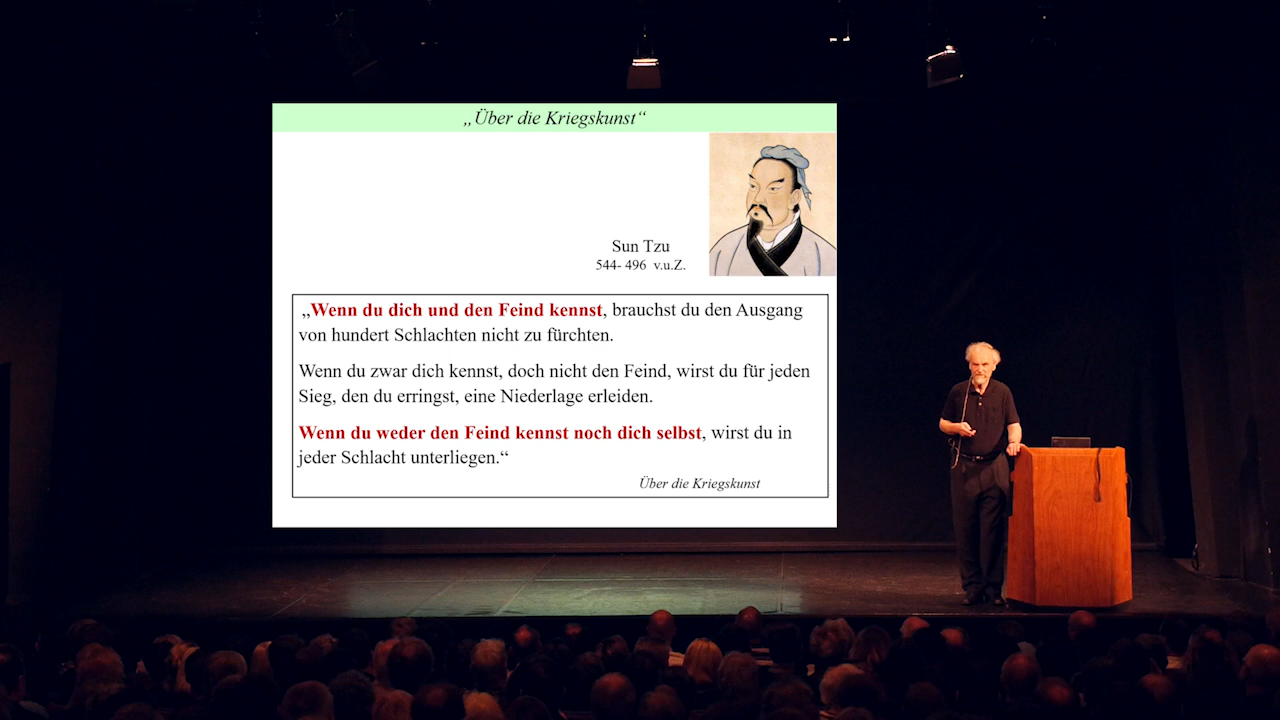 „Über die Kriegskunst“
Sun Tzu
544- 496 v.u.Z.
„Wenn du dich und den Feind kennst, brauchst du den Ausgang
von hundert Schlachten nicht zu fürchten.
Wenn du zwar dich kennst, doch nicht den Feind, wirst du für jeden
Sieg, den du erringst, eine Niederlage erleiden.
Wenn du weder den Feind kennst noch dich selbst, wirst du in
jeder Schlacht unterliegen.“
Über die Kriegskunst